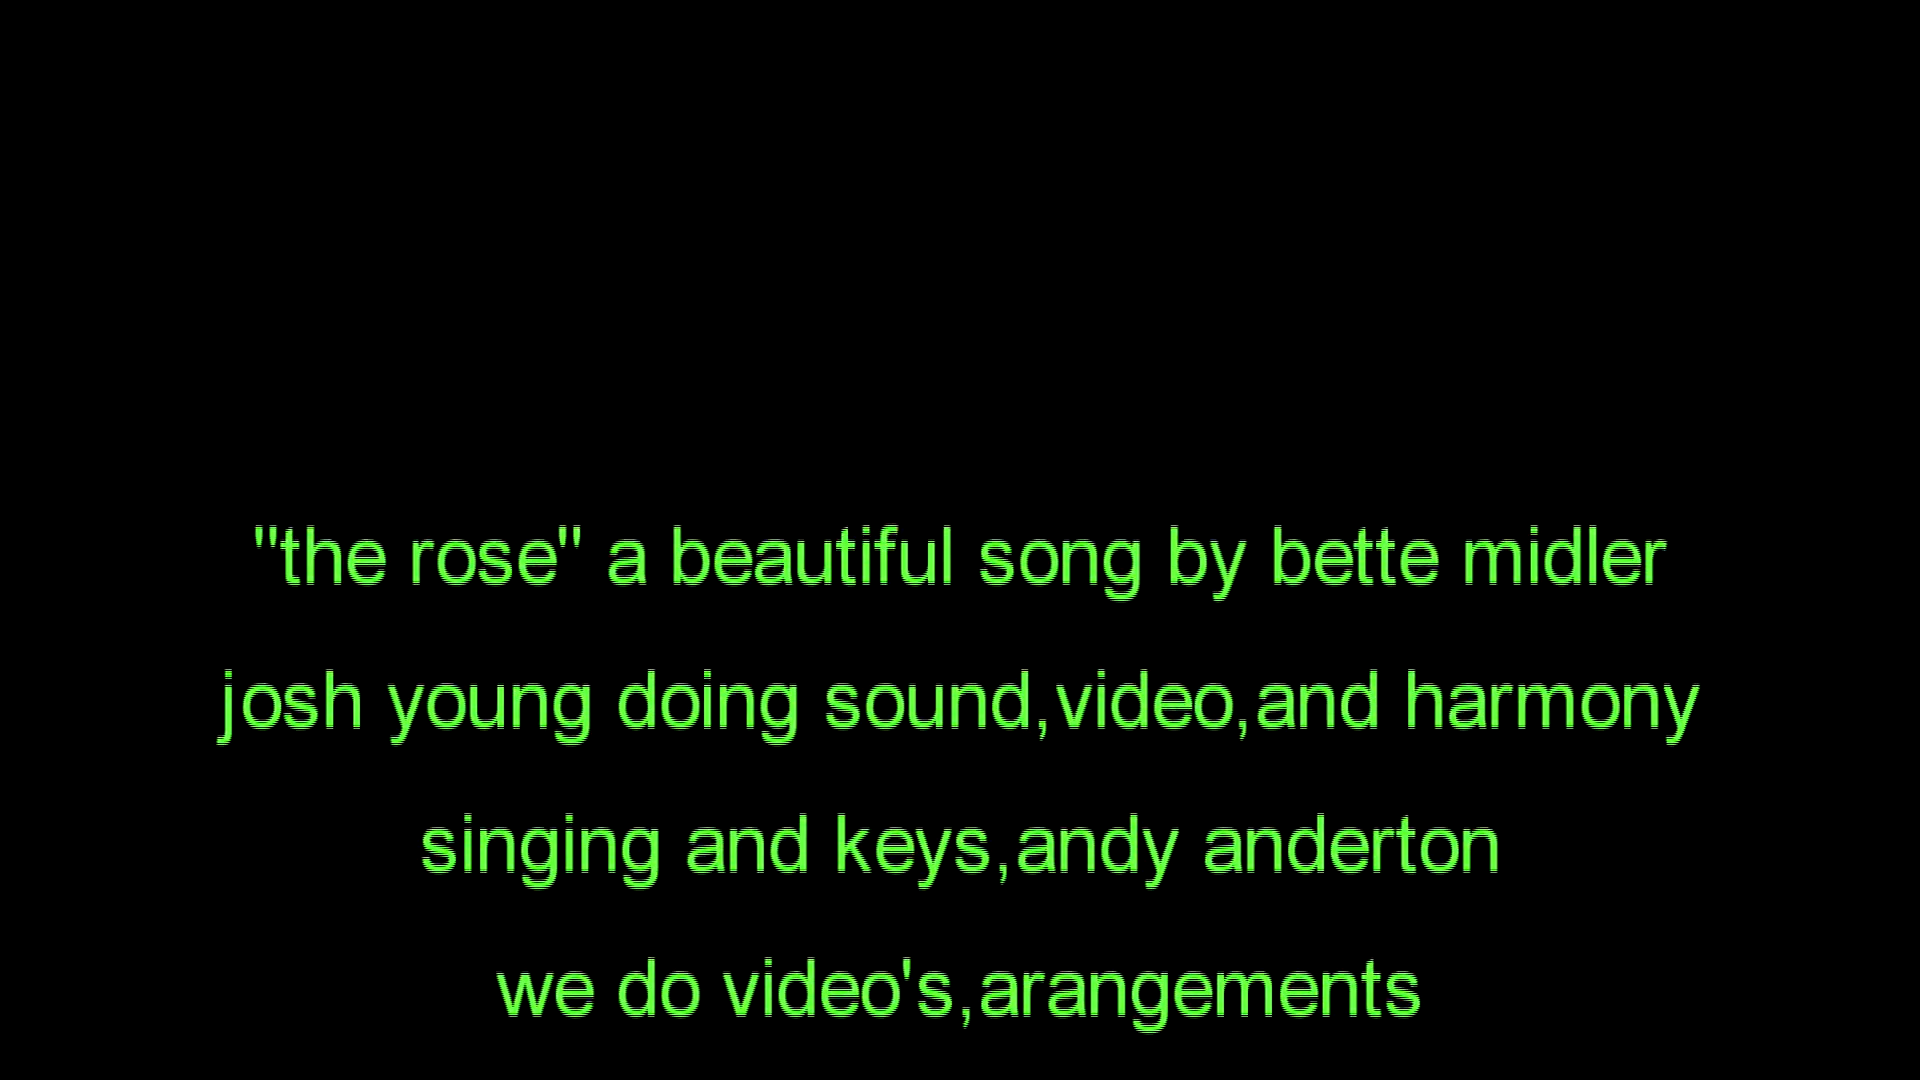 "the rose" a beautiful song by bette midler
josh young doing sound,video,and harmony
singing and keys,andy anderton
we do video's,arangements